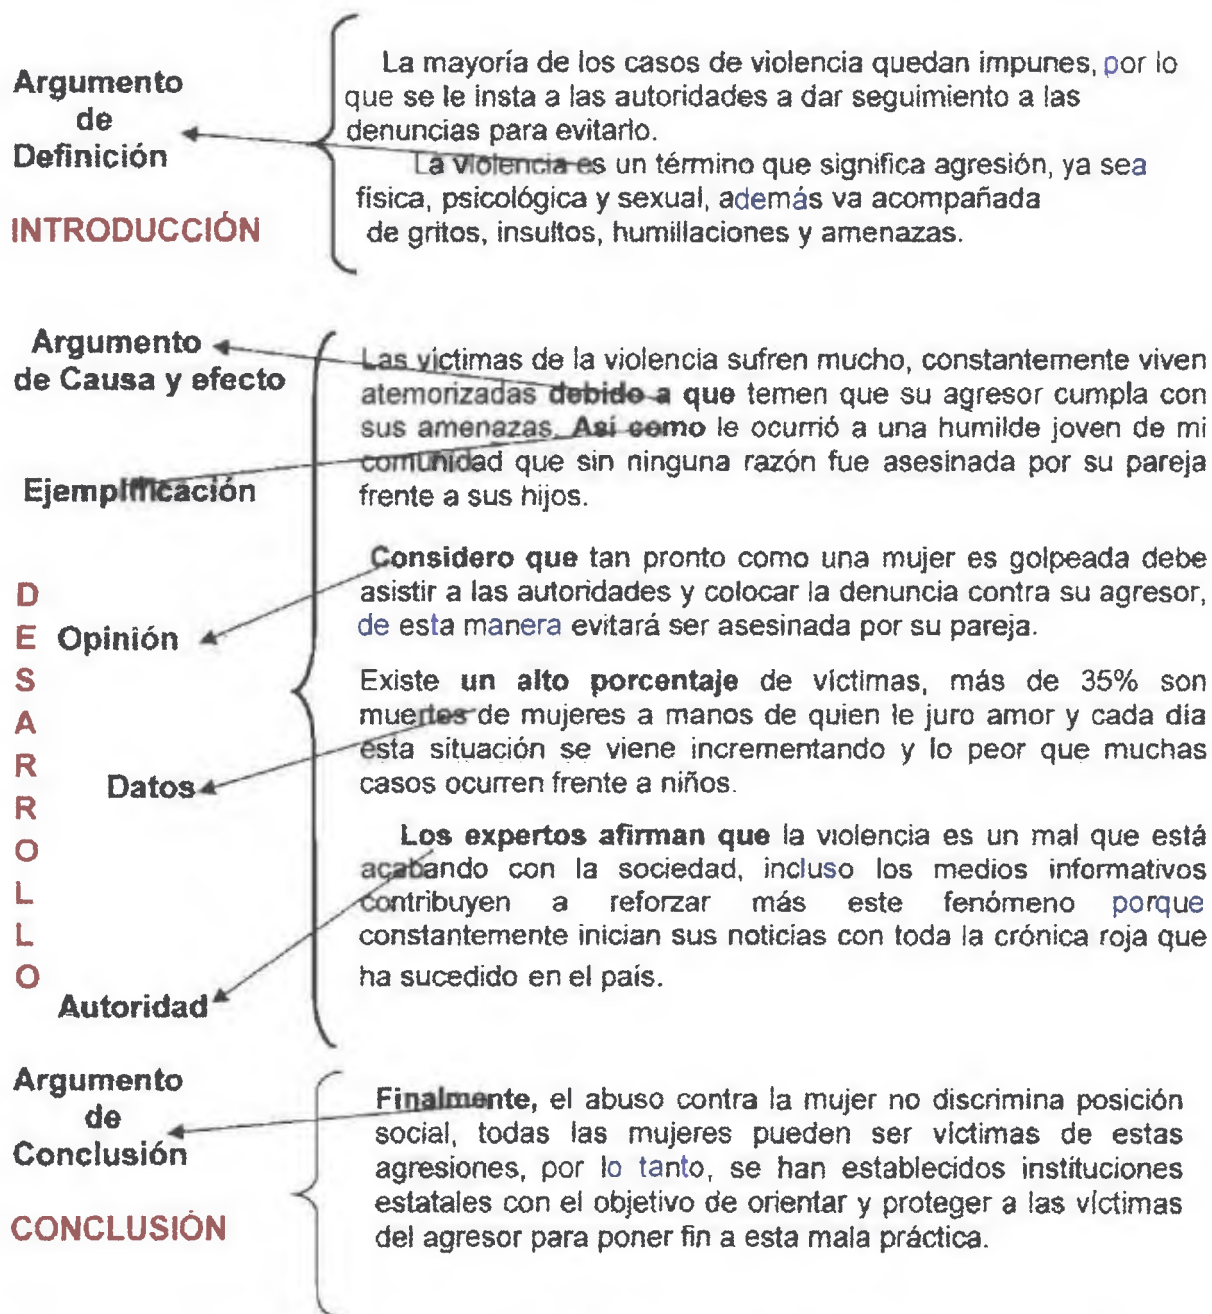 Argumento
de
Definición
INTRODUCCIÓN
La mayoría de los casos de violencia quedan impunes, por lo
que se le insta a las autoridades a dar seguimiento a las
denuncias para evitarlo.
La violencia es un término que significa agresión, ya sea
física, psicológica y sexual, además va acompañada
de gritos, insultos, humillaciones y amenazas.
Argumento
de Causa y efecto
Ejemplificación
Las víctimas de la violencia sufren mucho, constantemente viven
atemorizadas debido a que temen que su agresor cumpla con
sus amenazas. Así como le ocurrió a una humilde joven de mi
comunidad que sin ninguna razón fue asesinada por su pareja
frente a sus hijos.
DESARROLLO
Opinión
Considero que tan pronto como una mujer es golpeada debe
asistir a las autoridades y colocar la denuncia contra su agresor,
de esta manera evitará ser asesinada por su pareja.
Datos
Existe un alto porcentaje de víctimas, más de 35% son
muertes de mujeres a manos de quien le juro amor y cada día
esta situación se viene incrementando y lo peor que muchas
casos ocurren frente a niños.
Autoridad
Los expertos afirman que la violencia es un mal que está
acabando con la sociedad, incluso los medios informativos
contribuyen a reforzar más este fenómeno porque
constantemente inician sus noticias con toda la crónica roja que
ha sucedido en el país.
Argumento
de
Conclusión
CONCLUSIÓN
Finalmente, el abuso contra la mujer no discrimina posición
social, todas las mujeres pueden ser víctimas de estas
agresiones, por lo tanto, se han establecidos instituciones
estatales con el objetivo de orientar y proteger a las víctimas
del agresor para poner fin a esta mala práctica.